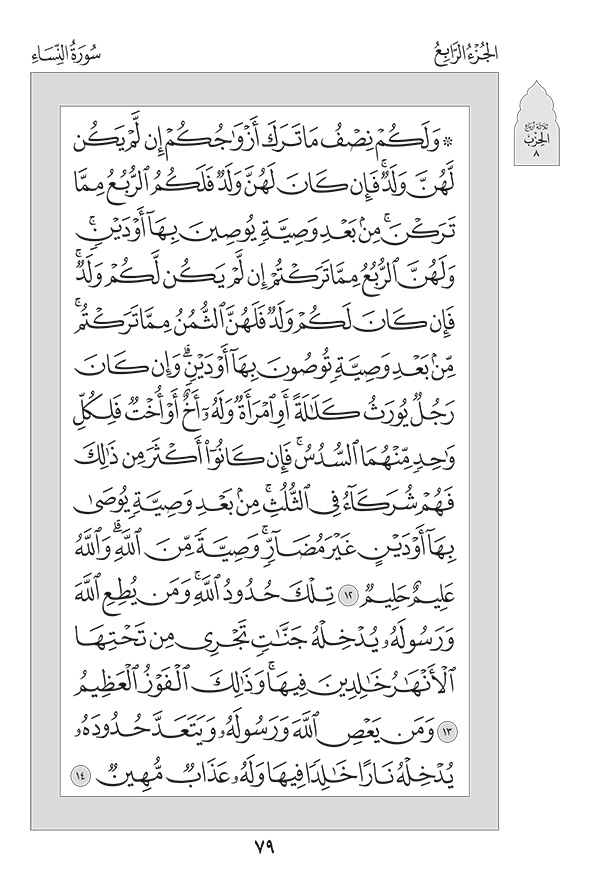 سُورَةُ النِّسَاءِ
الجُزْءُ الرَّابِعُ
ثلاثة أرباع
الحزب
٨
* وَلَكُمۡ نِصۡفُ مَا تَرَكَ أَزۡوَٰجُكُمۡ إِن لَّمۡ يَكُن
لَّهُنَّ وَلَدٞۚ فَإِن كَانَ لَهُنَّ وَلَدٞ فَلَكُمُ ٱلرُّبُعُ مِمَّا
تَرَكۡنَۚ مِنۢ بَعۡدِ وَصِيَّةٖ يُوصِينَ بِهَآ أَوۡ دَيۡنٖۚ
وَلَهُنَّ ٱلرُّبُعُ مِمَّا تَرَكۡتُمۡ إِن لَّمۡ يَكُن لَّكُمۡ وَلَدٞۚ
فَإِن كَانَ لَكُمۡ وَلَدٞ فَلَهُنَّ ٱلثُّمُنُ مِمَّا تَرَكۡتُمۚ
مِّنۢ بَعۡدِ وَصِيَّةٖ تُوصُونَ بِهَآ أَوۡ دَيۡنٖۗ وَإِن كَانَ
رَجُلٞ يُورَثُ كَلَٰلَةً أَوِ ٱمۡرَأَةٞ وَلَهُۥٓ أَخٌ أَوۡ أُخۡتٞ فَلِكُلِّ
وَٰحِدٖ مِّنۡهُمَا ٱلسُّدُسُۚ فَإِن كَانُوٓاْ أَكۡثَرَ مِن ذَٰلِكَ
فَهُمۡ شُرَكَآءُ فِي ٱلثُّلُثِۚ مِنۢ بَعۡدِ وَصِيَّةٖ يُوصَىٰ
بِهَآ أَوۡ دَيۡنٍ غَيۡرَ مُضَآرّٖۚ وَصِيَّةٗ مِّنَ ٱللَّهِۗ وَٱللَّهُ
عَلِيمٌ حَلِيمٞ ١٢ تِلۡكَ حُدُودُ ٱللَّهِۚ وَمَن يُطِعِ ٱللَّهَ
وَرَسُولَهُۥ يُدۡخِلۡهُ جَنَّٰتٖ تَجۡرِي مِن تَحۡتِهَا
ٱلۡأَنۡهَٰرُ خَٰلِدِينَ فِيهَاۚ وَذَٰلِكَ ٱلۡفَوۡزُ ٱلۡعَظِيمُ
١٣ وَمَن يَعۡصِ ٱللَّهَ وَرَسُولَهُۥ وَيَتَعَدَّ حُدُودَهُۥ
يُدۡخِلۡهُ نَارًا خَٰلِدٗا فِيهَا وَلَهُۥ عَذَابٞ مُّهِينٞ ١٤
٧٩